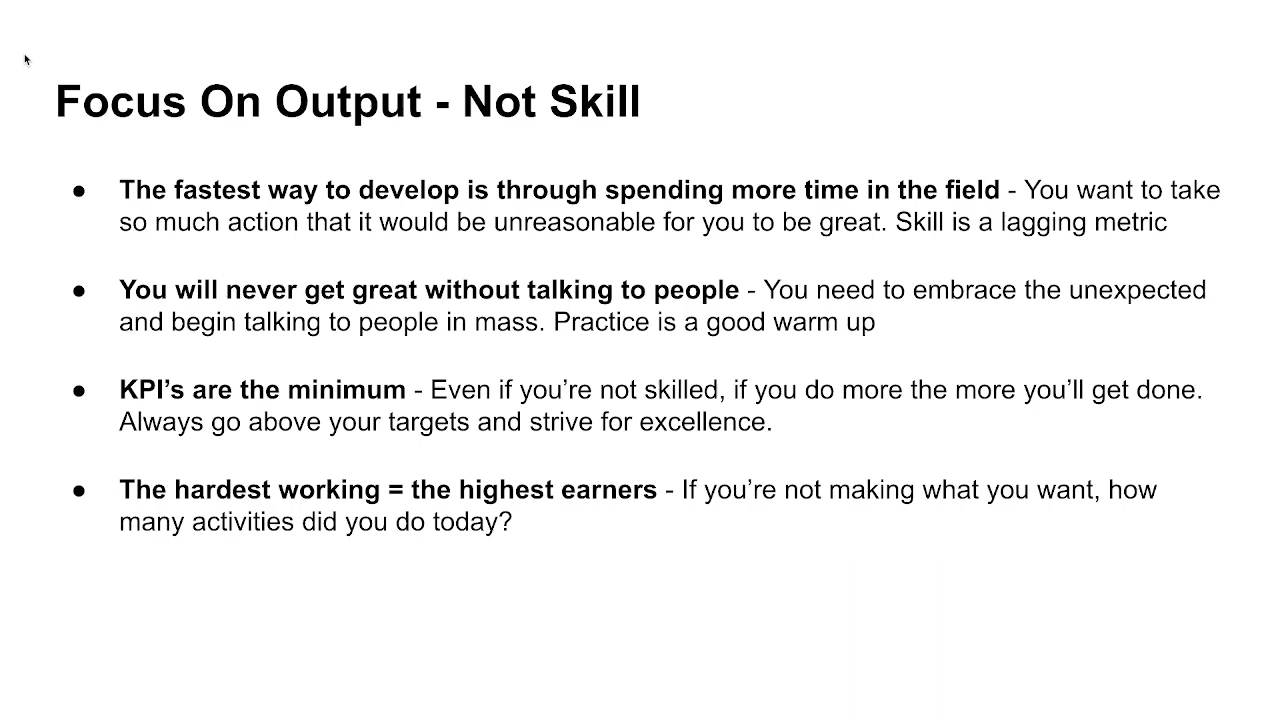 Focus On Output - Not Skill
● The fastest way to develop is through spending more time in the field - You want to take
so much action that it would be unreasonable for you to be great. Skill is a lagging metric
● You will never get great without talking to people - You need to embrace the unexpected
and begin talking to people in mass. Practice is a good warm up
● KPI’s are the minimum - Even if you’re not skilled, if you do more the more you’ll get done.
Always go above your targets and strive for excellence.
● The hardest working = the highest earners - If you’re not making what you want, how
many activities did you do today?